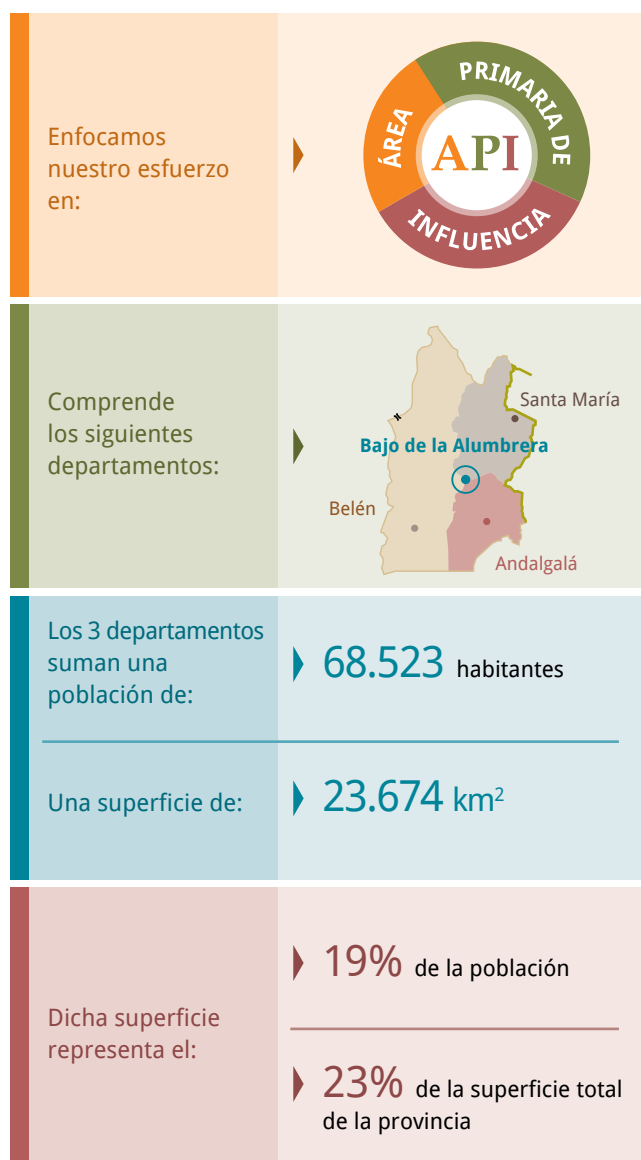 Enfocamos
nuestro esfuerzo
en:
ÁREA
PRIMARIA DE
INFLUENCIA
API
Comprende
los siguientes
departamentos:
Santa María
Bajo de la Alumbrera
Belén
Andalgalá
Los 3 departamentos
suman una
población de:
68.523 habitantes
Una superficie de:
23.674 km²
Dicha superficie
representa el:
19% de la población
23% de la superficie total
de la provincia